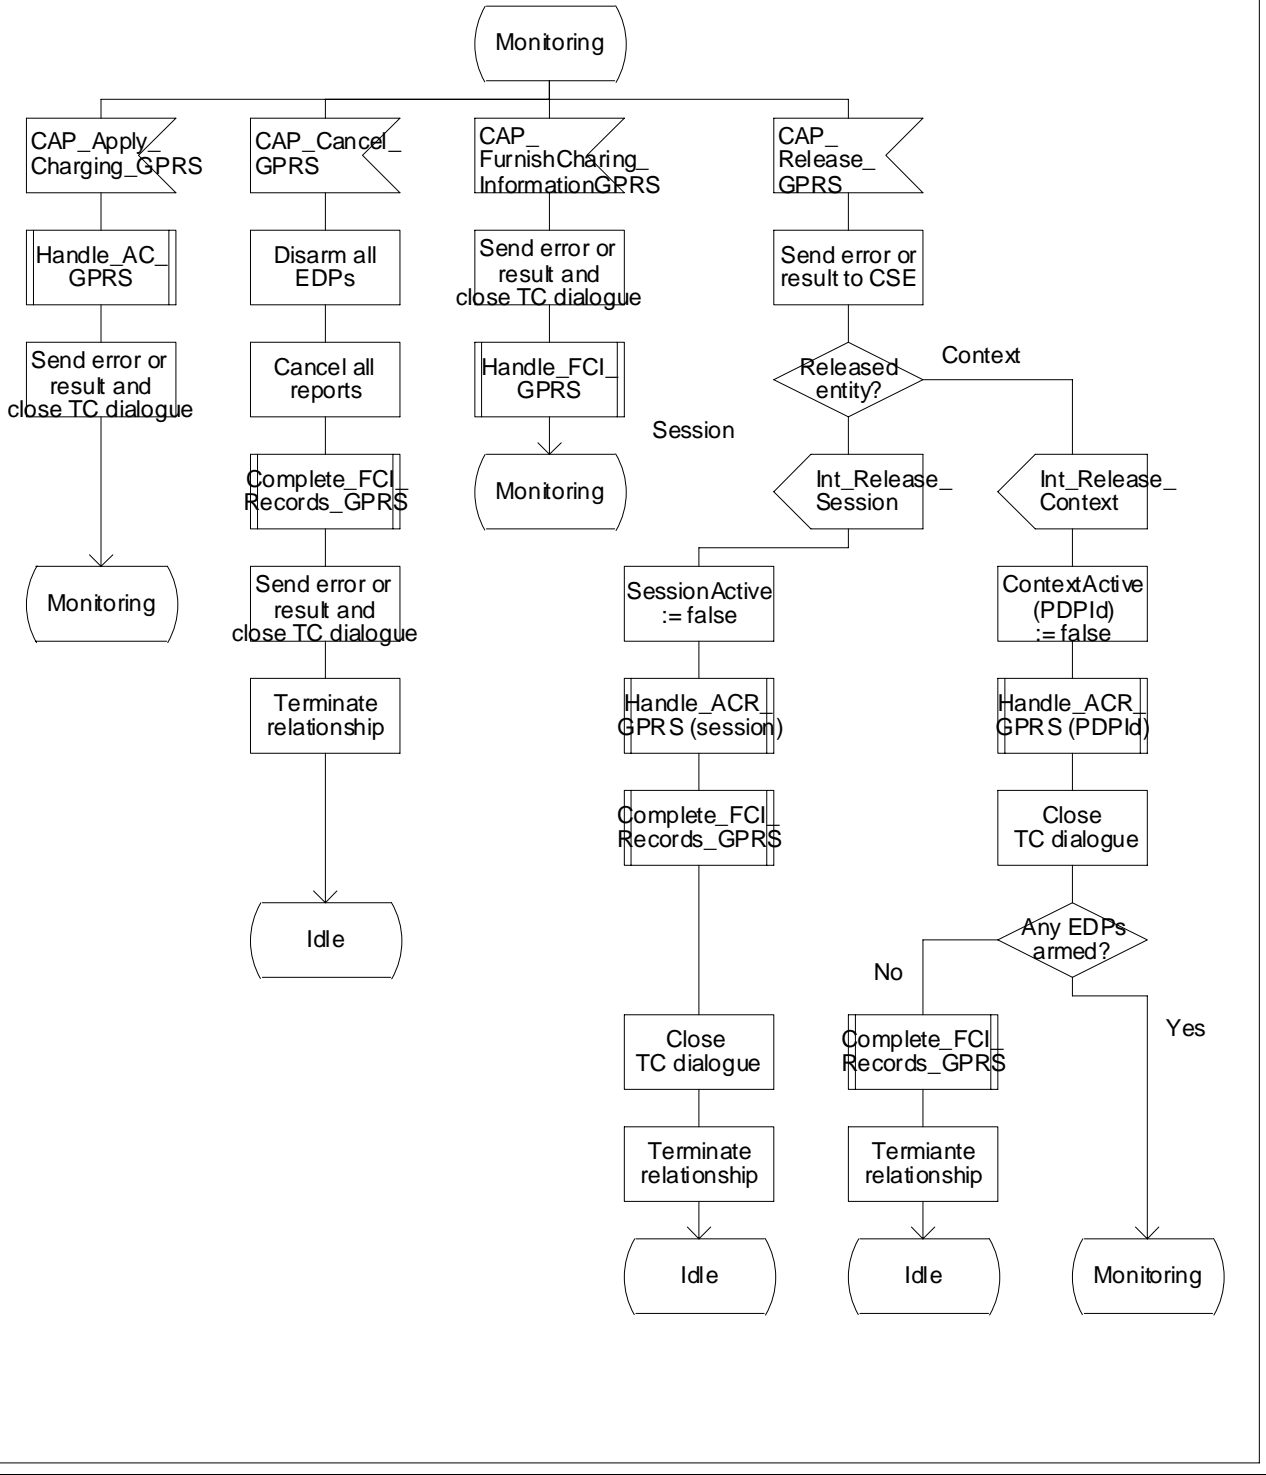 Monitoring
CAP_Apply_
Charging_GPRS
CAP_Cancel_
GPRS
CAP_
FurnishCharing_
InformationGPRS
CAP_
Release_
GPRS
Handle_AC_
GPRS
Disarm all
EDPs
Send error or
result and
close TC dialogue
Send error or
result to CSE
Send error or
result and
close TC dialogue
Cancel all
reports
Handle_FCI_
GPRS
Released
entity?
Context
Session
Complete_FCI_
Records_GPRS
Monitoring
Int_Release_
Session
Int_Release_
Context
Monitoring
Send error or
result and
close TC dialogue
SessionActive
:= false
ContextActive
(PDPId)
:= false
Terminate
relationship
Handle_ACR_
GPRS (session)
Handle_ACR_
GPRS (PDPId)
Complete_FCI_
Records_GPRS
Close
TC dialogue
Idle
Any EDPs
armed?
No
Yes
Close
TC dialogue
Complete_FCI_
Records_GPRS
Terminate
relationship
Termiante
relationship
Idle
Idle
Monitoring